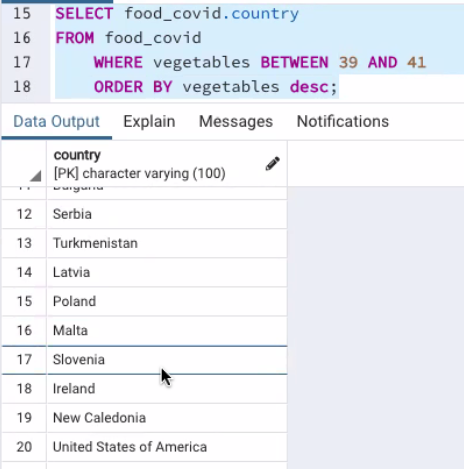 15 SELECT food_covid.country
16 FROM food_covid
17 WHERE vegetables BETWEEN 39 AND 41
18 ORDER BY vegetables desc;
Data Output Explain Messages Notifications
country
[PK] character varying (100)
12 Serbia
13 Turkmenistan
14 Latvia
15 Poland
16 Malta
17 Slovenia
18 Ireland
19 New Caledonia
20 United States of America